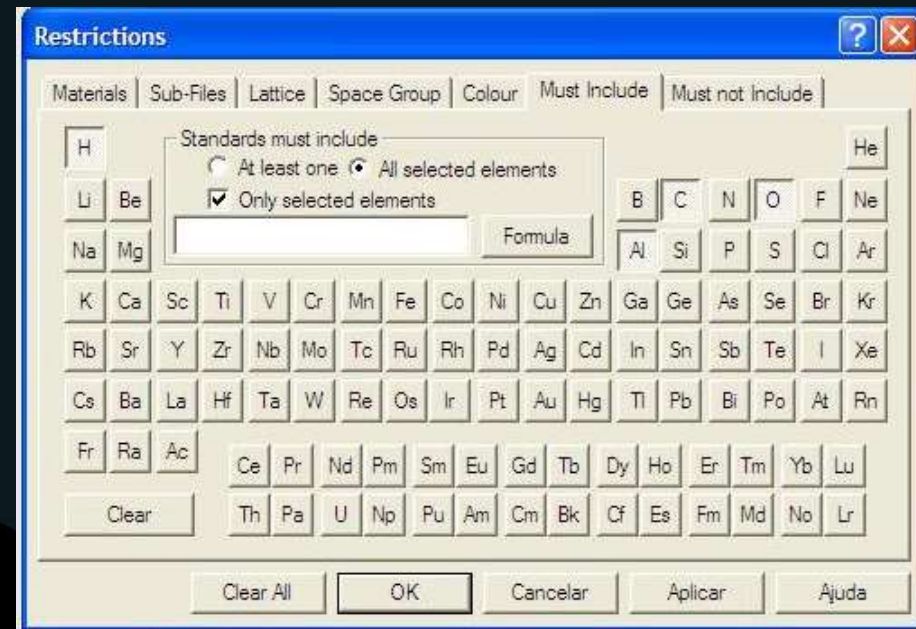 Restrictions
Materials Sub-Files Lattice Space Group Colour Must Include Must not Include
H Standards must include He
At least one All selected elements
Li Be Only selected elements B C N O F Ne
Na Mg Formula Al Si P S Cl Ar
K Ca Sc Ti V Cr Mn Fe Co Ni Cu Zn Ga Ge As Se Br Kr
Rb Sr Y Zr Nb Mo Tc Ru Rh Pd Ag Cd In Sn Sb Te I Xe
Cs Ba La Hf Ta W Re Os Ir Pt Au Hg Tl Pb Bi Po At Rn
Fr Ra Ac
Ce Pr Nd Pm Sm Eu Gd Tb Dy Ho Er Tm Yb Lu
Clear Th Pa U Np Pu Am Cm Bk Cf Es Fm Md No Lr
Clear All OK Cancelar Aplicar Ajuda